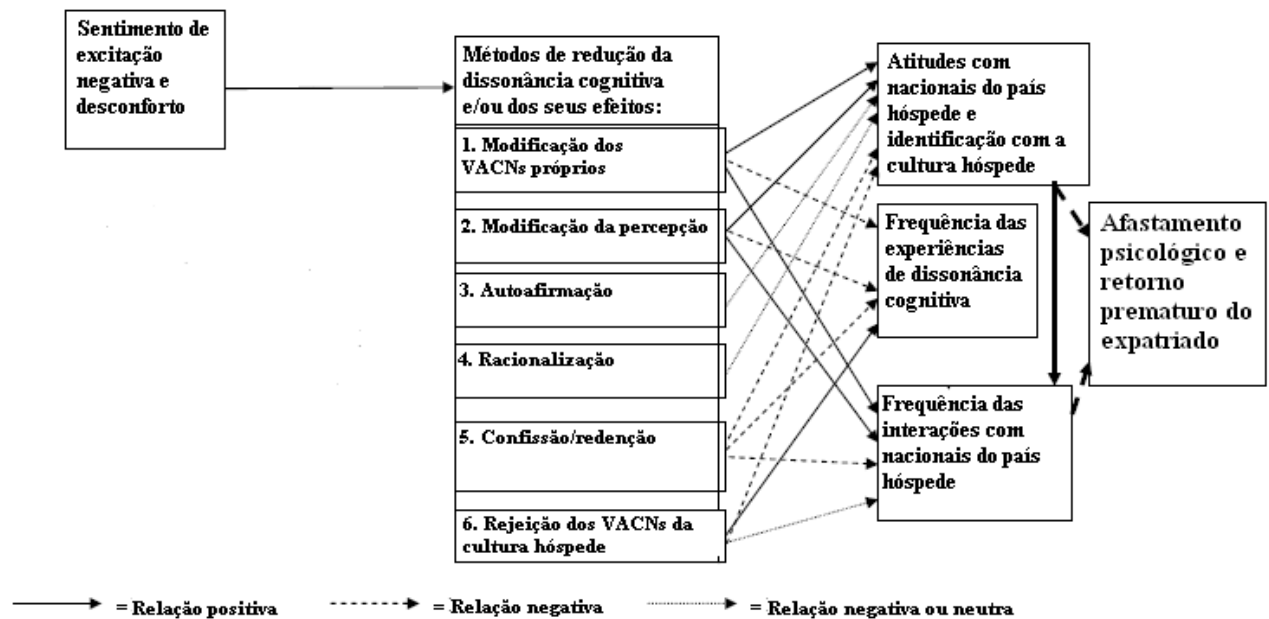 Sentimento de
excitação
negativa e
desconforto
Métodos de redução da
dissonância cognitiva
e/ou dos seus efeitos:
1. Modificação dos
VACNs próprios
2. Modificação da percepção
3. Autoafirmação
4. Racionalização
5. Confissão/redenção
6. Rejeição dos VACNs da
cultura hóspede
Atitudes com
nacionais do país
hóspede e
identificação com a
cultura hóspede
Frequência das
experiências
de dissonância
cognitiva
Frequência das
interações com
nacionais do país
hóspede
Afastamento
psicológico e
retorno
prematuro do
expatriado
= Relação positiva
= Relação negativa
= Relação negativa ou neutra